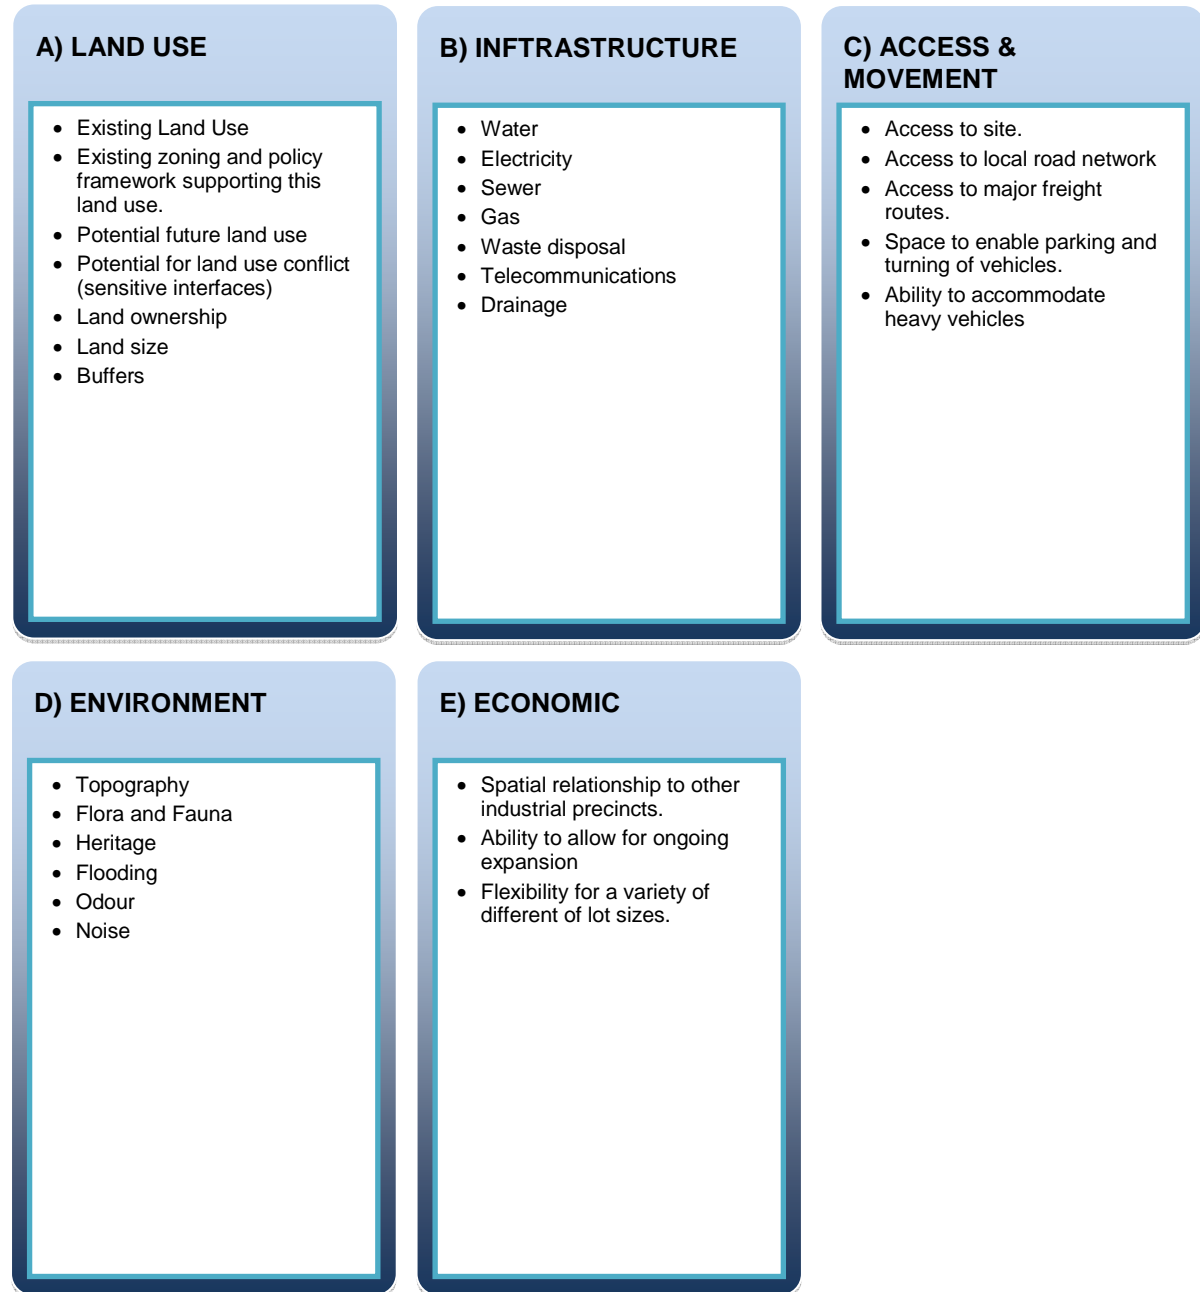 A) LAND USE
• Existing Land Use
• Existing zoning and policy
framework supporting this
land use.
• Potential future land use
• Potential for land use conflict
(sensitive interfaces)
• Land ownership
• Land size
• Buffers
B) INFTRASTRUCTURE
• Water
• Electricity
• Sewer
• Gas
• Waste disposal
• Telecommunications
• Drainage
C) ACCESS &
MOVEMENT
• Access to site.
• Access to local road network
• Access to major freight
routes.
• Space to enable parking and
turning of vehicles.
• Ability to accommodate
heavy vehicles
D) ENVIRONMENT
• Topography
• Flora and Fauna
• Heritage
• Flooding
• Odour
• Noise
E) ECONOMIC
• Spatial relationship to other
industrial precincts.
• Ability to allow for ongoing
expansion
• Flexibility for a variety of
different of lot sizes.